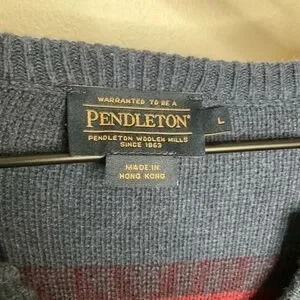 WARRANTED TO BE A
PENDLETON®
L
PENDLETON WOOLEN MILLS
SINCE 1863
MADE IN
HONG KONG